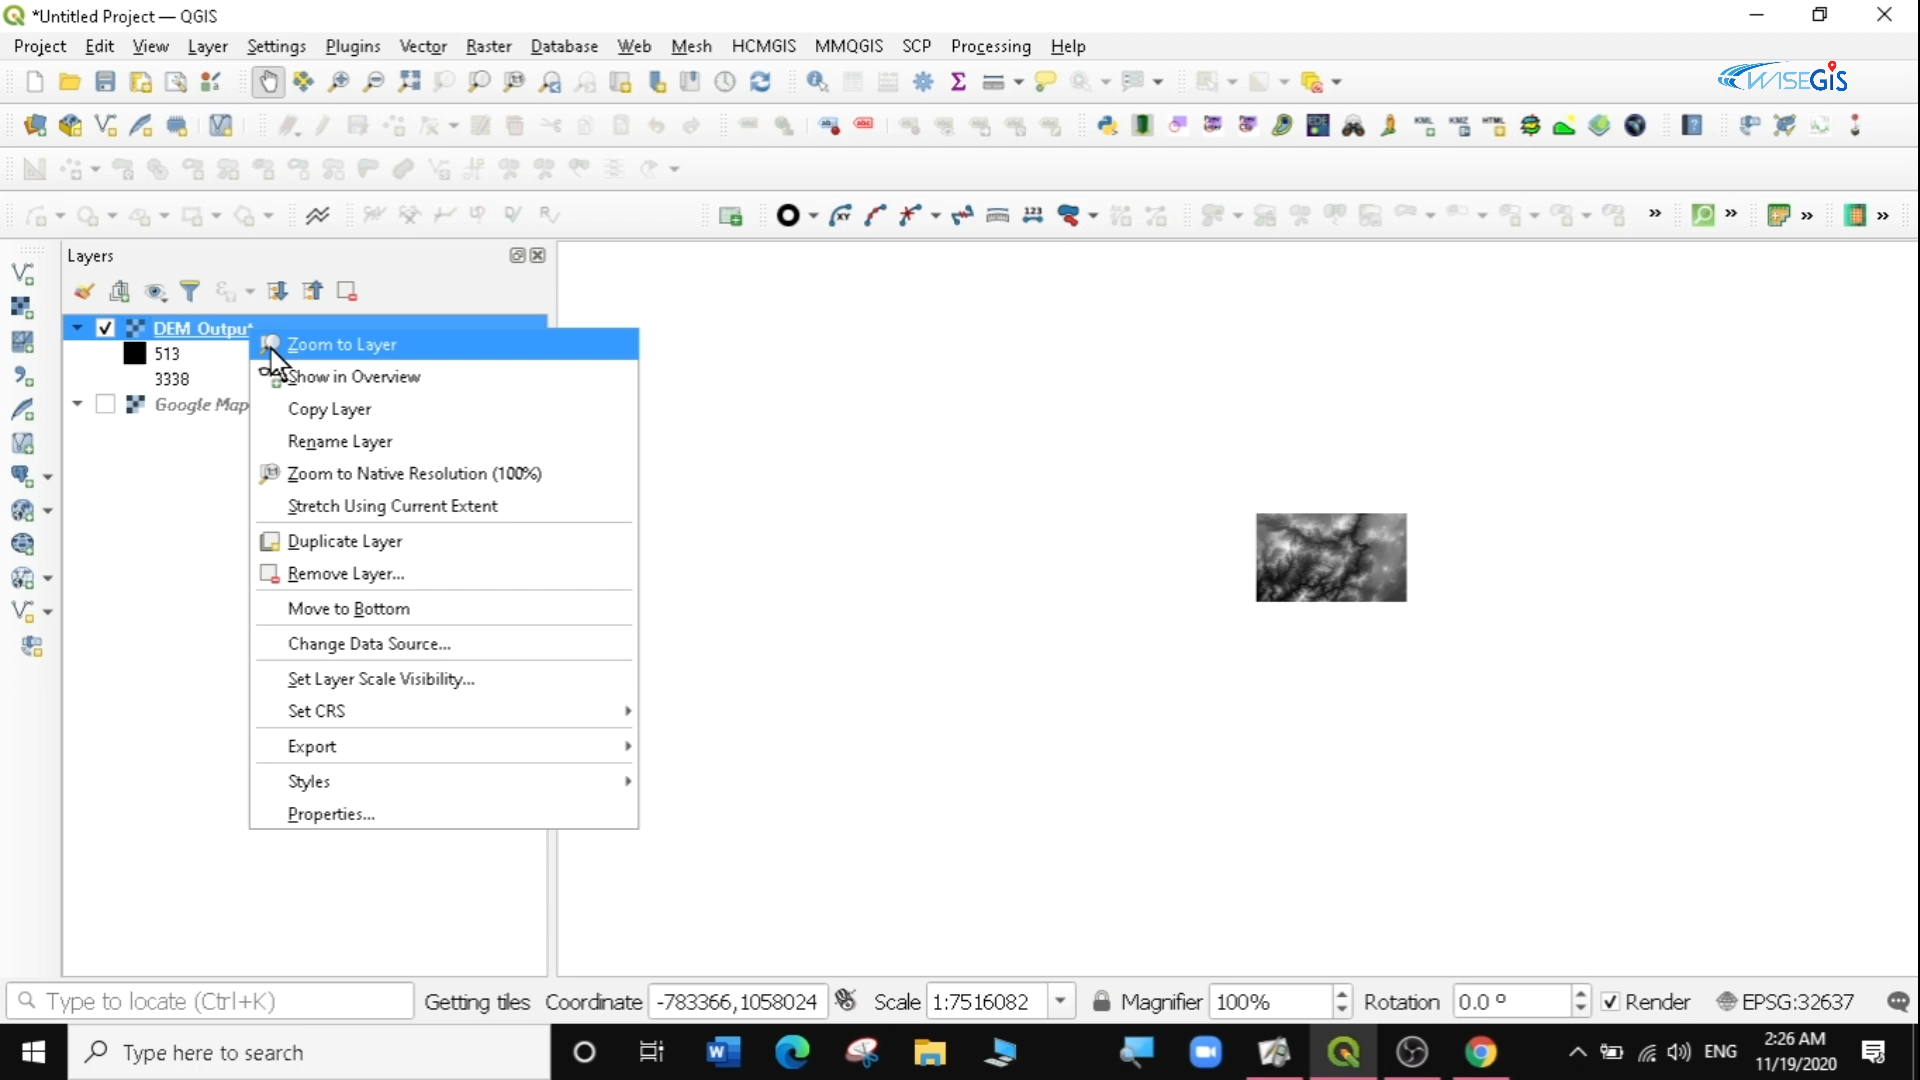 *Untitled Project — QGIS
Project Edit View Layer Settings Plugins Vector Raster Database Web Mesh HCMGIS MMQGIS SCP Processing Help
WISEGIS
Layers
DEM_Output
513
3338
Google Map
Zoom to Layer
Show in Overview
Copy Layer
Rename Layer
Zoom to Native Resolution (100%)
Stretch Using Current Extent
Duplicate Layer
Remove Layer...
Move to Bottom
Change Data Source...
Set Layer Scale Visibility...
Set CRS
Export
Styles
Properties...
Type to locate (Ctrl+K) Getting tiles Coordinate -783366,1058024 Scale 1:7516082 Magnifier 100% Rotation 0.0 ° Render EPSG:32637
Type here to search
ENG
2:26 AM
11/19/2020